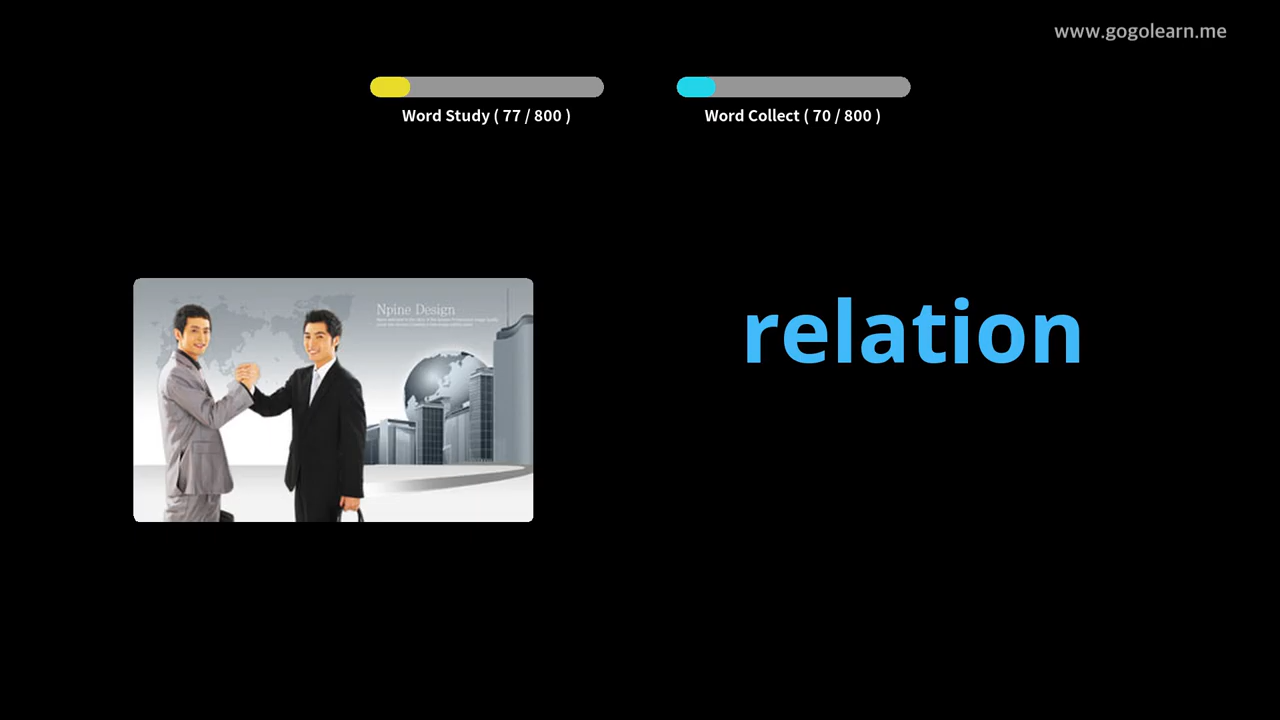 www.gogolearn.me
Word Study ( 77 / 800 )
Word Collect ( 70 / 800 )
Npine Design
relation